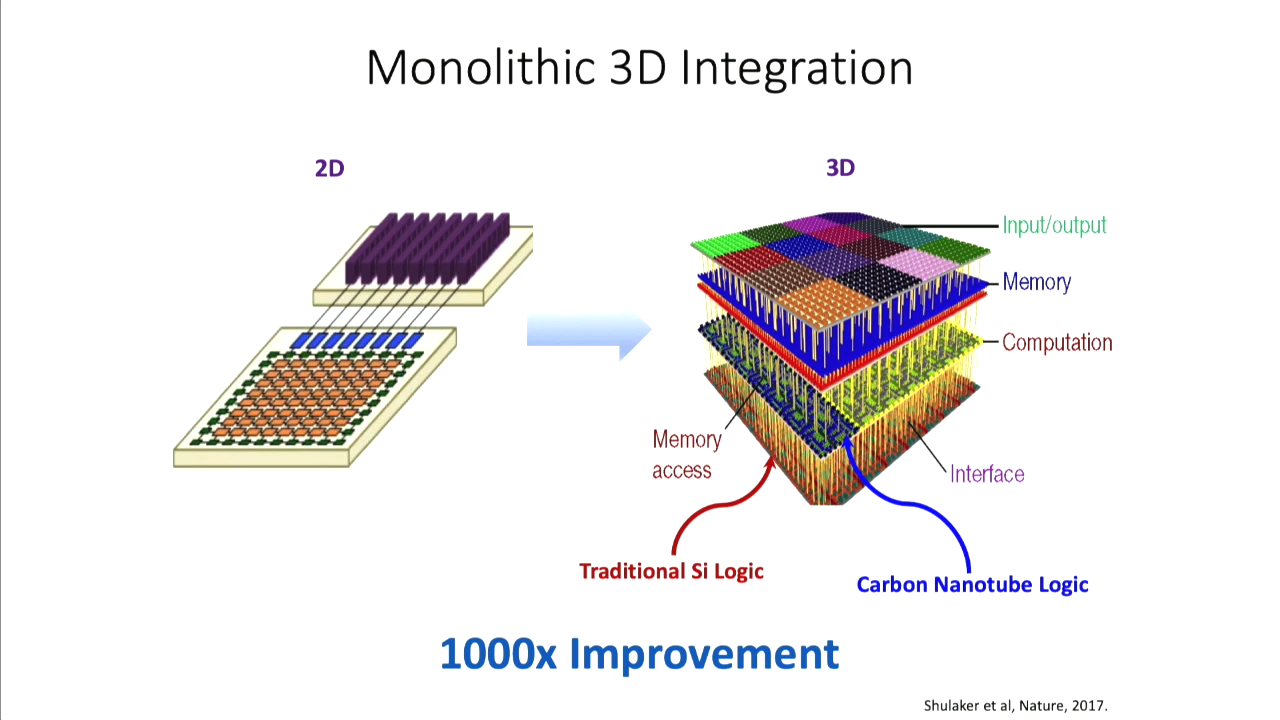 Monolithic 3D Integration
2D
3D
Input/output
Memory
Computation
Memory
access
Interface
Traditional Si Logic
Carbon Nanotube Logic
1000x Improvement
Shulaker et al, Nature, 2017.